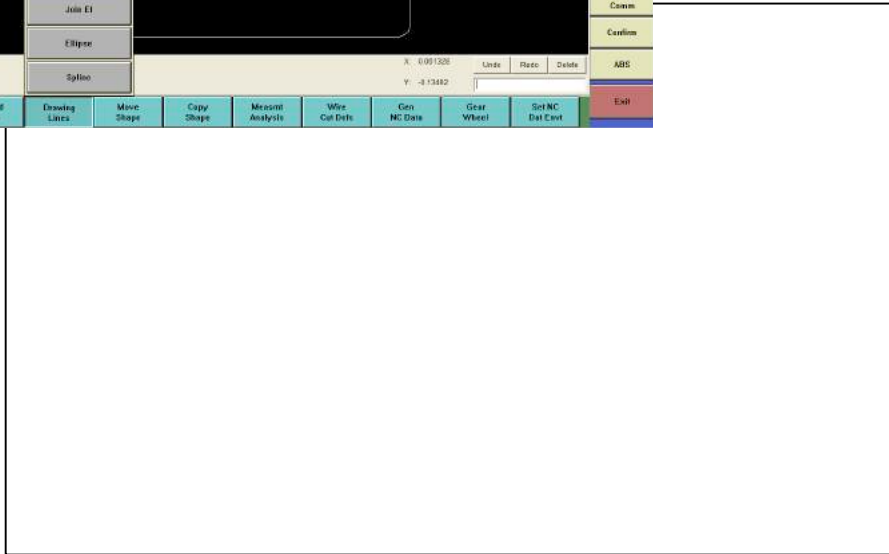 Join El
Comm
Ellipse
Confirm
Spline
X: 0.001326
Undo Redo Delete
ABS
Y: -0.13402
Drawing Lines
Move Shape
Copy Shape
Measmt Analysis
Wire Cut Defs
Gen NC Data
Gear Wheel
Set NC Dat Envt
Exit